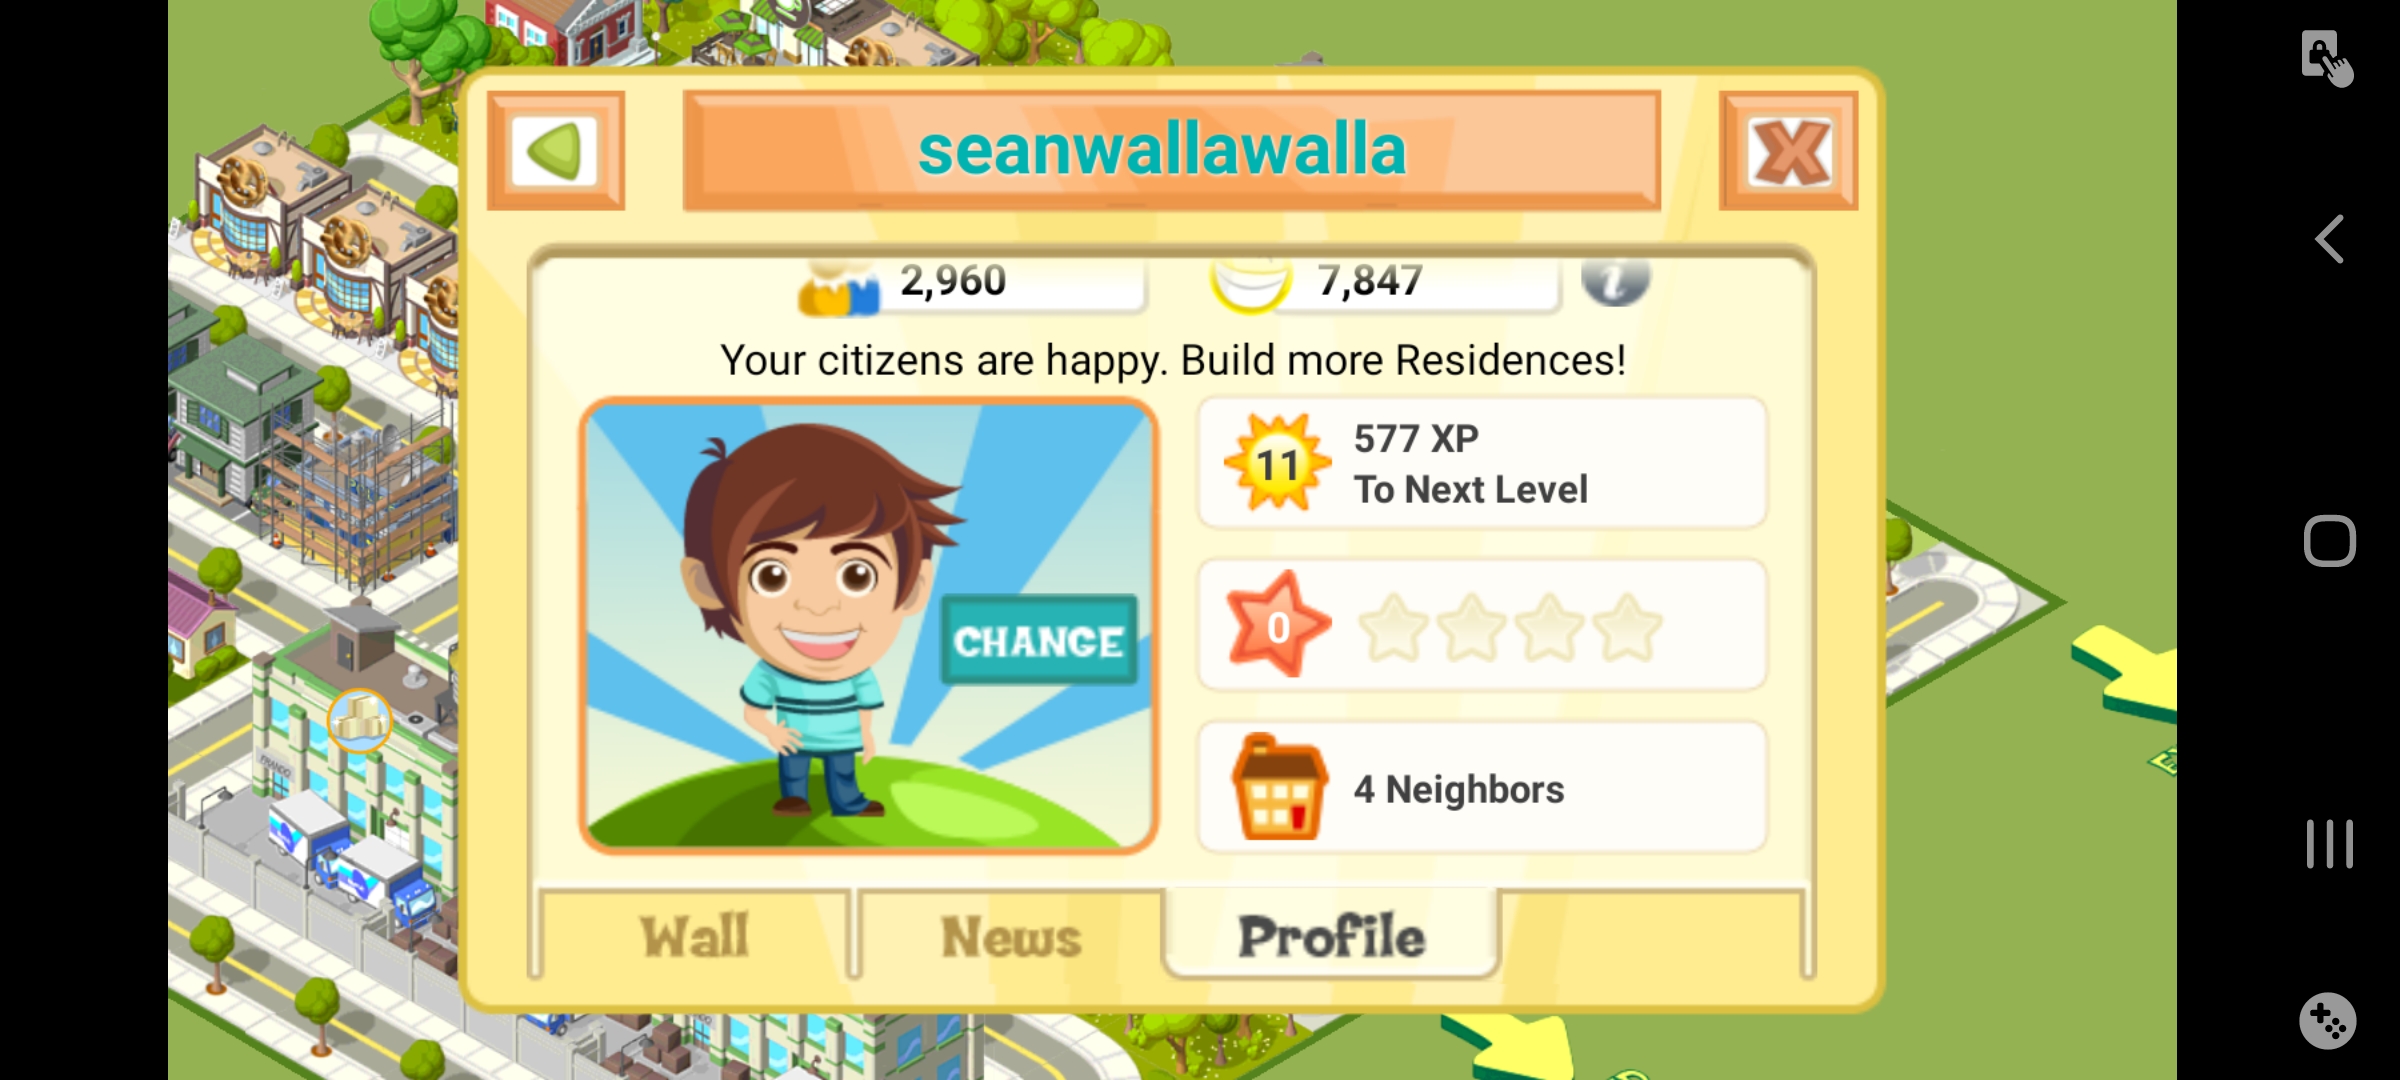 seanwallawalla
2,960
7,847
i
Your citizens are happy. Build more Residences!
11
577 XP
To Next Level
0
CHANGE
4 Neighbors
Wall
News
Profile